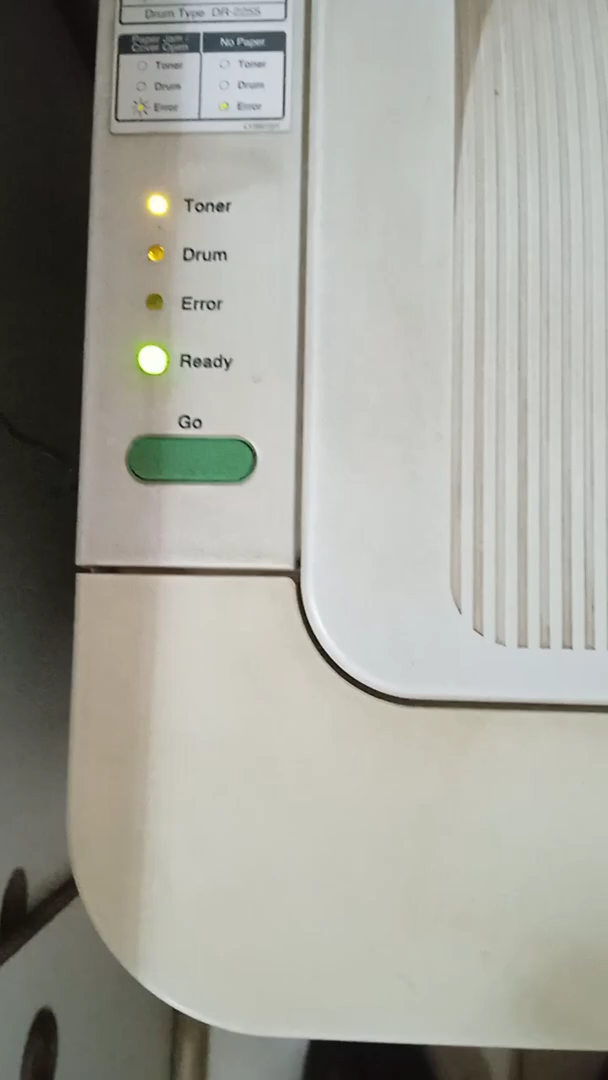 Drum Type DR-2255
Paper Jam / Cover Open
No Paper
Toner
Toner
Drum
Drum
Error
Error
Toner
Drum
Error
Ready
Go